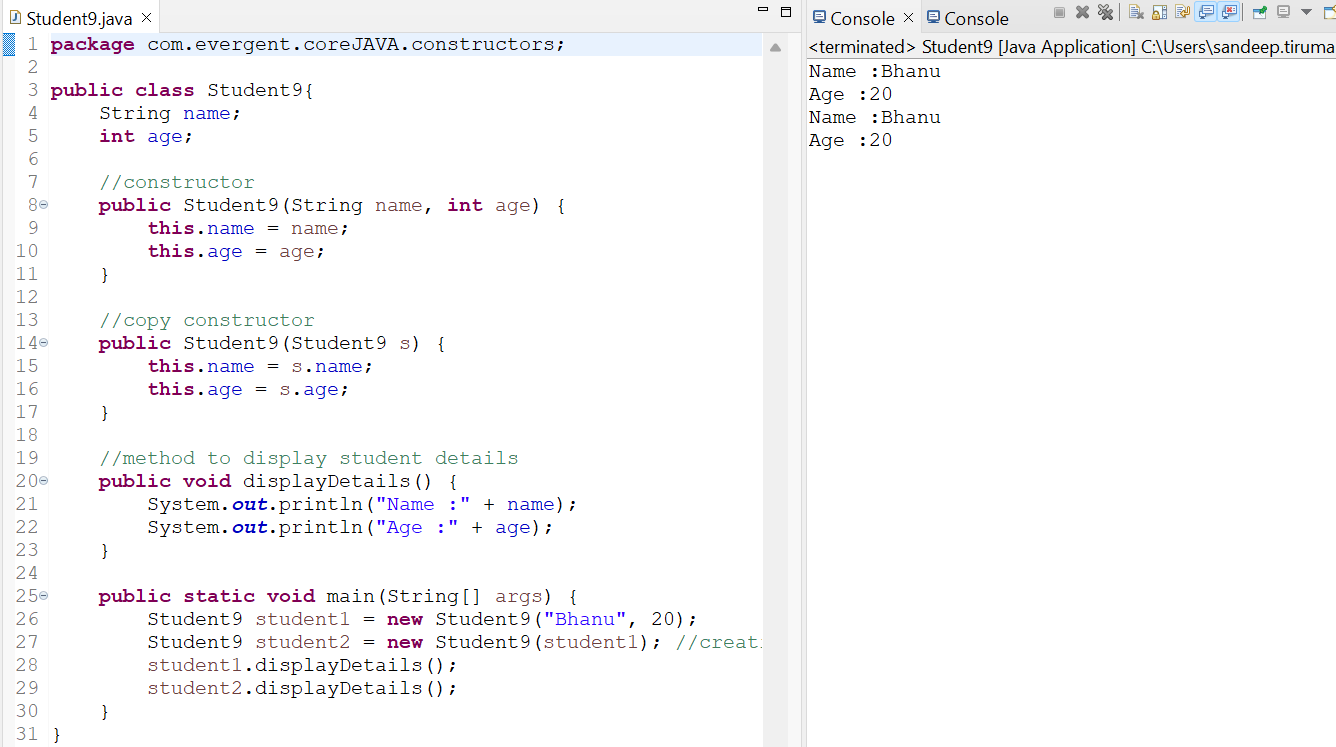 Student9.java
1 package com.evergent.coreJAVA.constructors;
2
3 public class Student9{
4 String name;
5 int age;
6
7 //constructor
8 public Student9(String name, int age) {
9 this.name = name;
10 this.age = age;
11 }
12
13 //copy constructor
14 public Student9(Student9 s) {
15 this.name = s.name;
16 this.age = s.age;
17 }
18
19 //method to display student details
20 public void displayDetails() {
21 System.out.println("Name :" + name);
22 System.out.println("Age :" + age);
23 }
24
25 public static void main(String[] args) {
26 Student9 student1 = new Student9("Bhanu", 20);
27 Student9 student2 = new Student9(student1); //creat
28 student1.displayDetails();
29 student2.displayDetails();
30 }
31 }
Console Console
<terminated> Student9 [Java Application] C:\Users\sandeep.tiruma
Name :Bhanu
Age :20
Name :Bhanu
Age :20